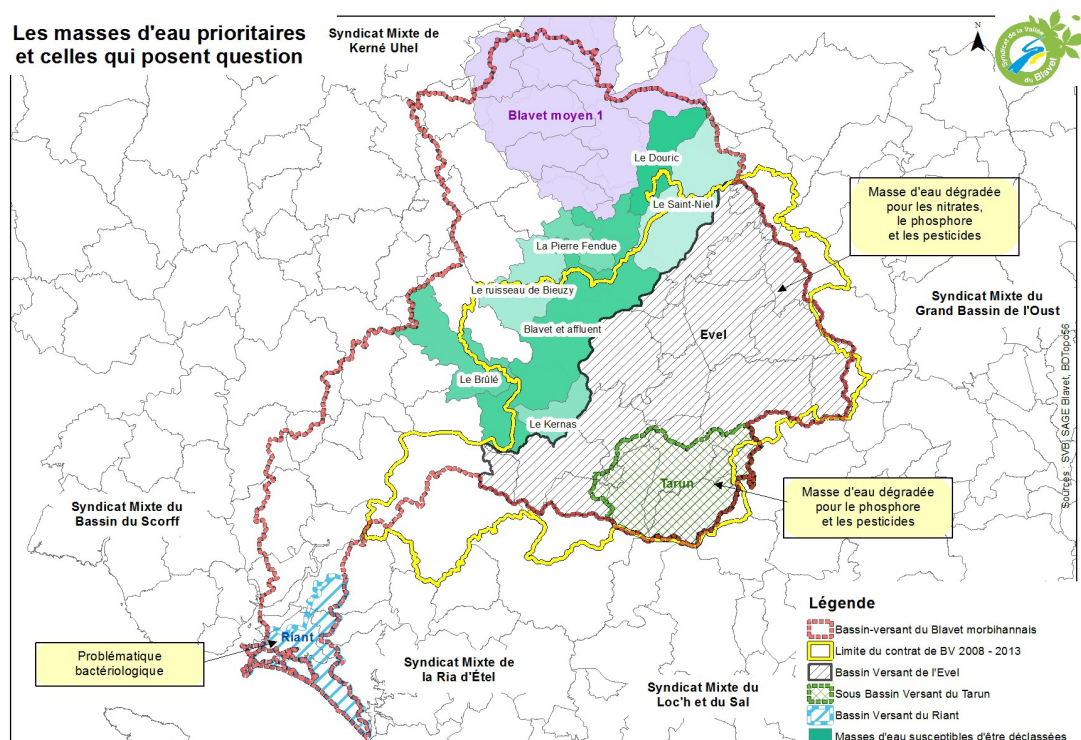 Les masses d'eau prioritaires
et celles qui posent question
Syndicat Mixte de
Kerné Uhel
N
Syndicat de la Vallée
du Blavet
Blavet moyen 1
Le Douric
Le Saint-Niel
La Pierre Fendue
Le ruisseau de Bieuzy
Blavet et affluent
Le Brûlé
Le Kernas
Evel
Tarun
Riant
Masse d'eau dégradée
pour les nitrates,
le phosphore
et les pesticides
Syndicat Mixte du
Grand Bassin de l'Oust
Masse d'eau dégradée
pour le phosphore
et les pesticides
Syndicat Mixte du
Bassin du Scorff
Problématique
bactériologique
Syndicat Mixte de
la Ria d'Étel
Syndicat Mixte du
Loc'h et du Sal
Sources : SVB, SAGE Blavet, BDTopo56
Légende
Bassin-versant du Blavet morbihannais
Limite du contrat de BV 2008 - 2013
Bassin Versant de l'Evel
Sous Bassin Versant du Tarun
Bassin Versant du Riant
Masses d'eau susceptibles d'être déclassées